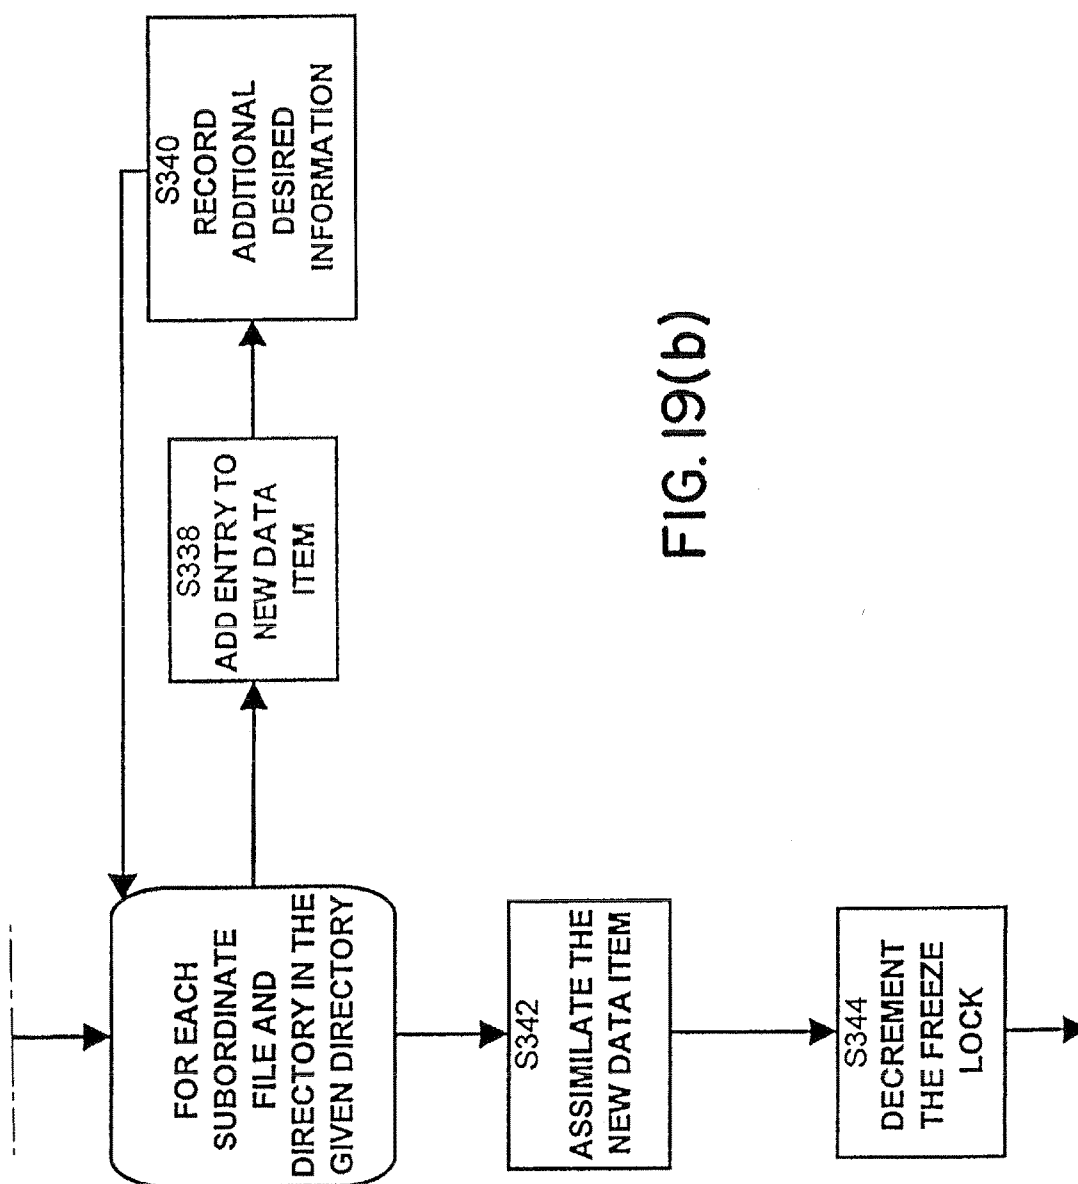 FOR EACH
SUBORDINATE
FILE AND
DIRECTORY IN THE
GIVEN DIRECTORY
S338
ADD ENTRY TO
NEW DATA
ITEM
S340
RECORD
ADDITIONAL
DESIRED
INFORMATION
S342
ASSIMILATE THE
NEW DATA ITEM
S344
DECREMENT
THE FREEZE
LOCK
FIG. 19(b)